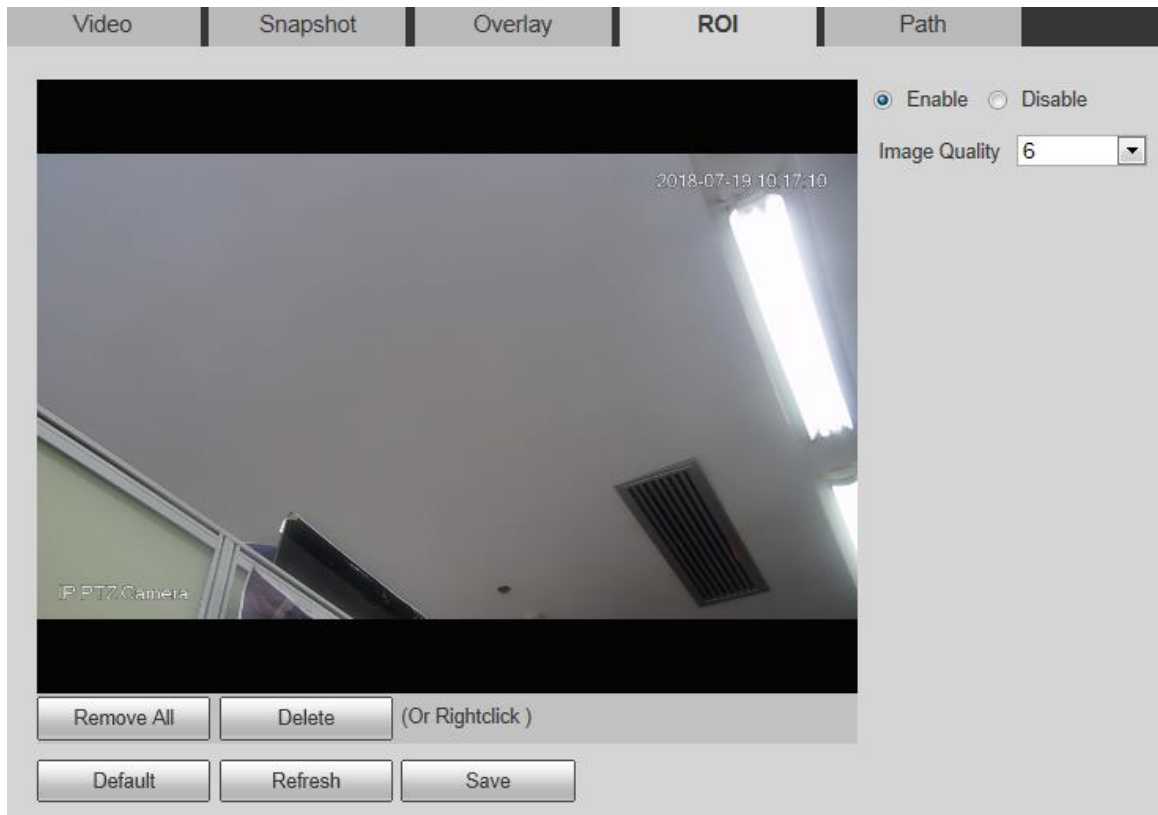 Video Snapshot Overlay ROI Path
Enable Disable
Image Quality 6
2018-07-19 10:17:10
IP PTZ Camera
Remove All Delete (Or Rightclick )
Default Refresh Save